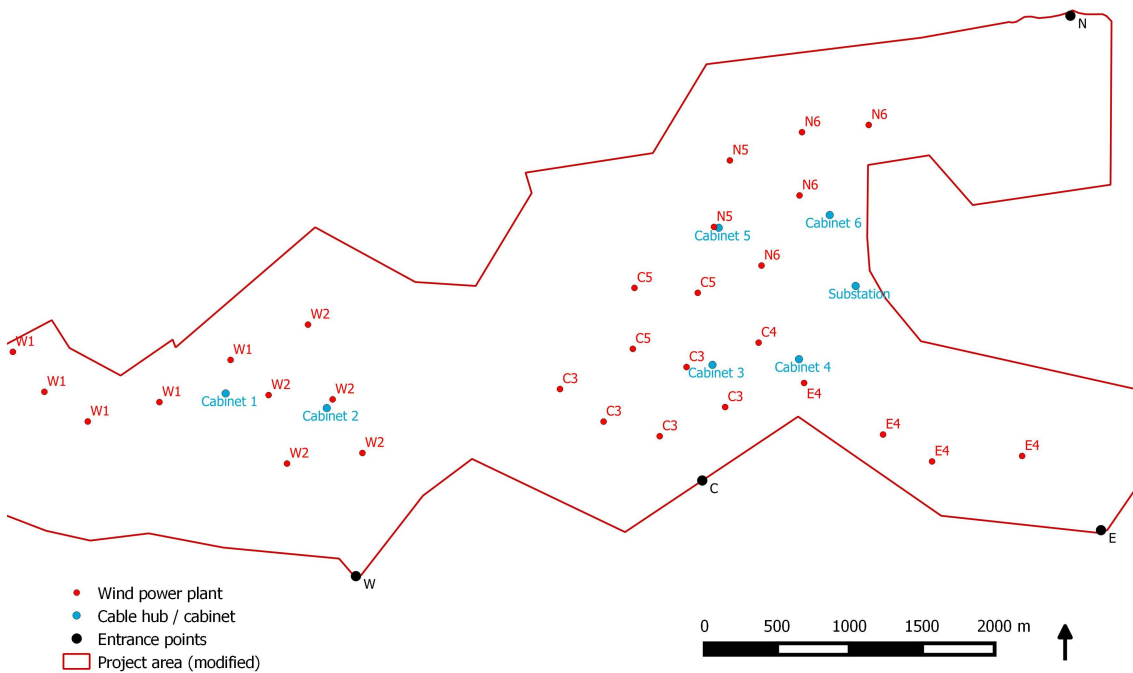 N
N6
N6
N5
N6
N5
Cabinet 5
Cabinet 6
N6
C5
C5
Substation
W2
C4
W1
C5
W1
C3
Cabinet 3
Cabinet 4
W1
C3
E4
W1
Cabinet 1
W2
W2
Cabinet 2
C3
W1
C3
C3
E4
W2
W2
E4
E4
C
E
W
Wind power plant
Cable hub / cabinet
Entrance points
Project area (modified)
0 500 1000 1500 2000 m